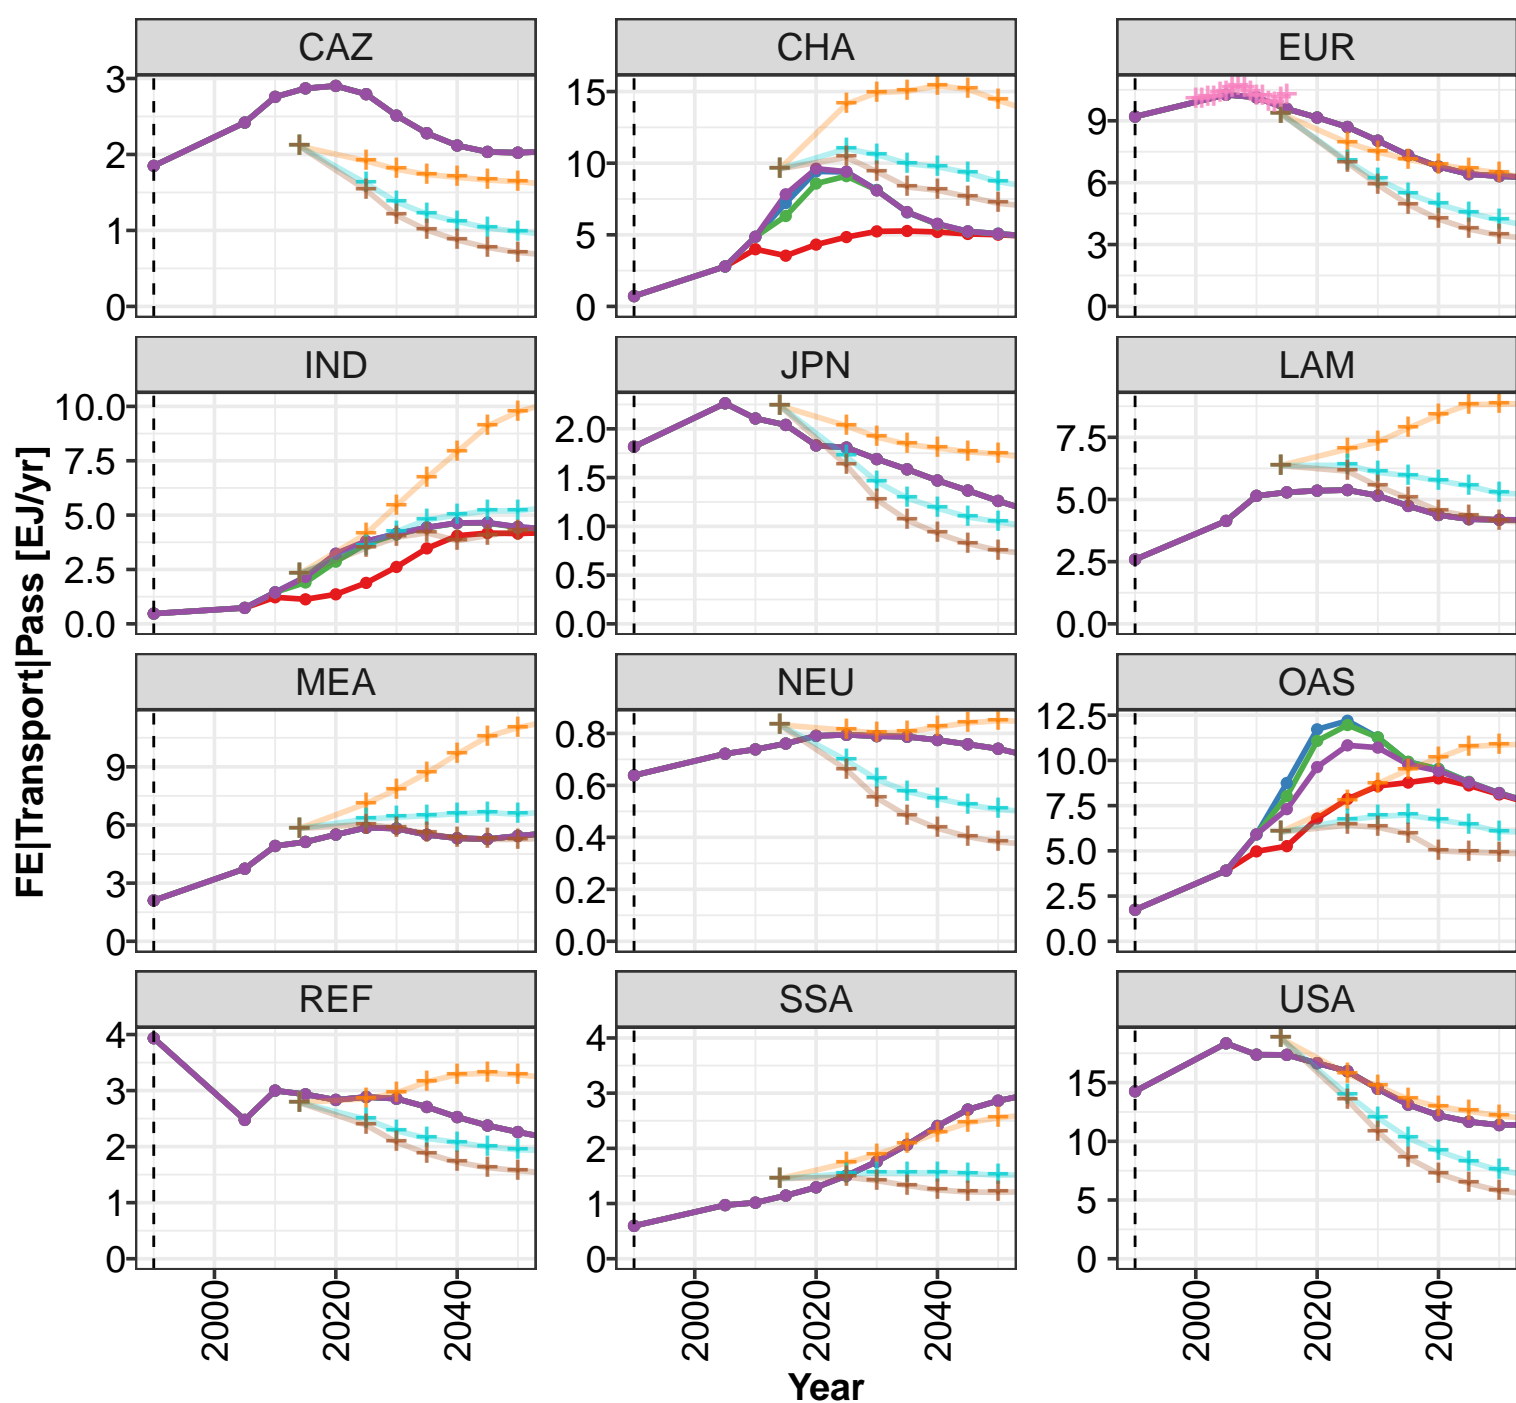 CAZ CHA EUR
3 2 1 0
15 10 5 0
9 6 3 0
IND JPN LAM
10.0 7.5 5.0 2.5 0.0
2.0 1.5 1.0 0.5 0.0
7.5 5.0 2.5 0.0
MEA NEU OAS
9 6 3 0
0.8 0.6 0.4 0.2 0.0
12.5 10.0 7.5 5.0 2.5 0.0
REF SSA USA
4 3 2 1 0
4 3 2 1 0
15 10 5 0
2000 2020 2040
2000 2020 2040
2000 2020 2040
Year
FE|Transport|Pass [EJ/yr]